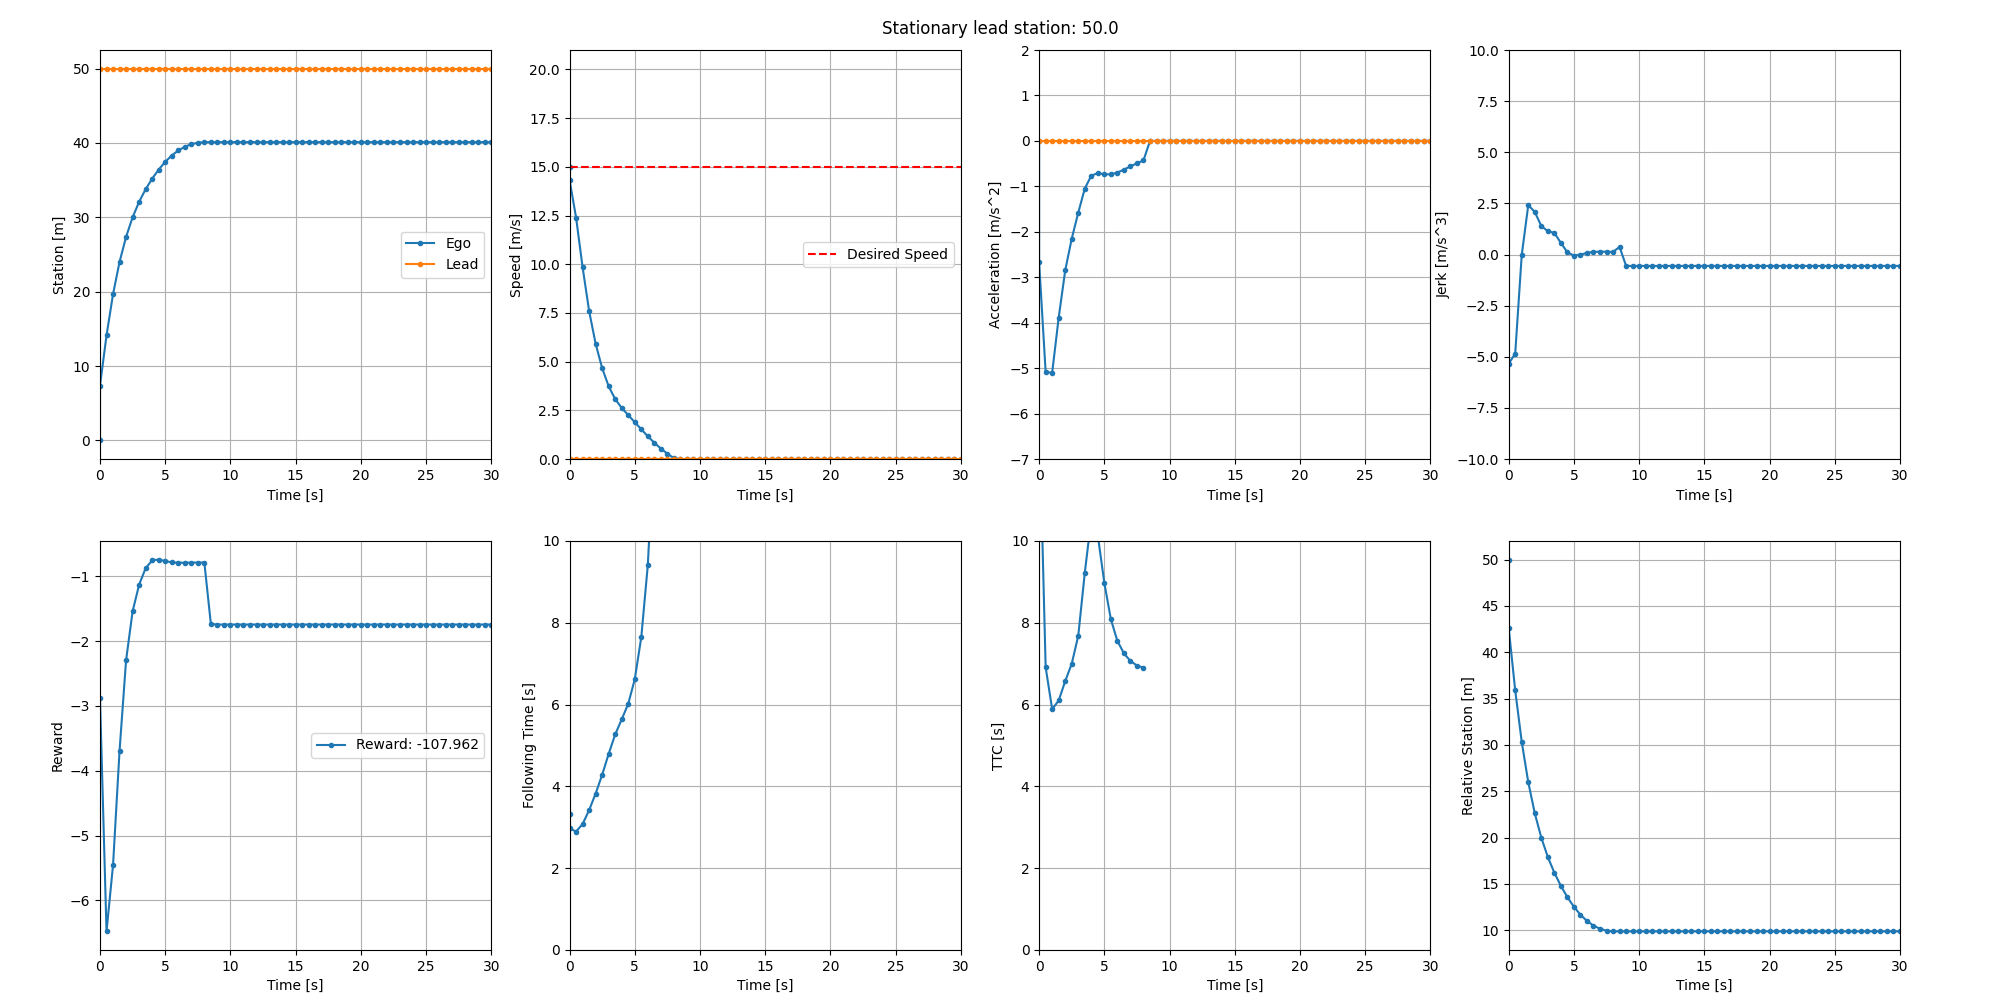 Stationary lead station: 50.0
Station [m]
50
40
30
20
10
0
Ego
Lead
0 5 10 15 20 25 30
Time [s]
Speed [m/s]
20.0
17.5
15.0
12.5
10.0
7.5
5.0
2.5
0.0
Desired Speed
0 5 10 15 20 25 30
Time [s]
Acceleration [m/s^2]
2
1
0
−1
−2
−3
−4
−5
−6
−7
0 5 10 15 20 25 30
Time [s]
Jerk [m/s^3]
10.0
7.5
5.0
2.5
0.0
−2.5
−5.0
−7.5
−10.0
0 5 10 15 20 25 30
Time [s]
Reward
−1
−2
−3
−4
−5
−6
Reward: -107.962
0 5 10 15 20 25 30
Time [s]
Following Time [s]
10
8
6
4
2
0
0 5 10 15 20 25 30
Time [s]
TTC [s]
10
8
6
4
2
0
0 5 10 15 20 25 30
Time [s]
Relative Station [m]
50
45
40
35
30
25
20
15
10
0 5 10 15 20 25 30
Time [s]